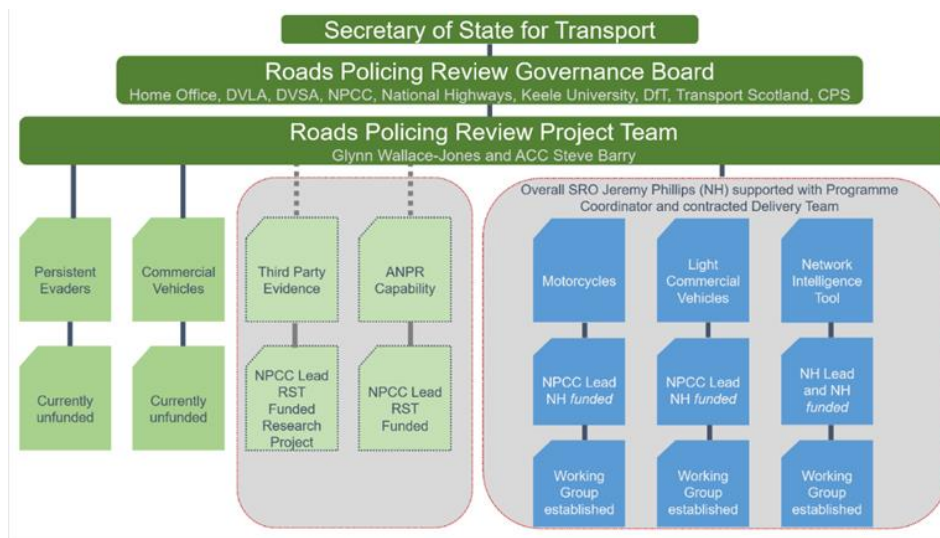 Secretary of State for Transport
Roads Policing Review Governance Board
Home Office, DVLA, DVSA, NPCC, National Highways, Keele University, DfT, Transport Scotland, CPS
Roads Policing Review Project Team
Glynn Wallace-Jones and ACC Steve Barry
Overall SRO Jeremy Phillips (NH) supported with Programme
Coordinator and contracted Delivery Team
Persistent
Evaders
Commercial
Vehicles
Third Party
Evidence
ANPR
Capability
Motorcycles
Light
Commercial
Vehicles
Network
Intelligence
Tool
Currently
unfunded
Currently
unfunded
NPCC Lead
RST
Funded
Research
Project
NPCC Lead
RST
Funded
NPCC Lead
NH funded
NPCC Lead
NH funded
NH Lead
and NH
funded
Working
Group
established
Working
Group
established
Working
Group
established